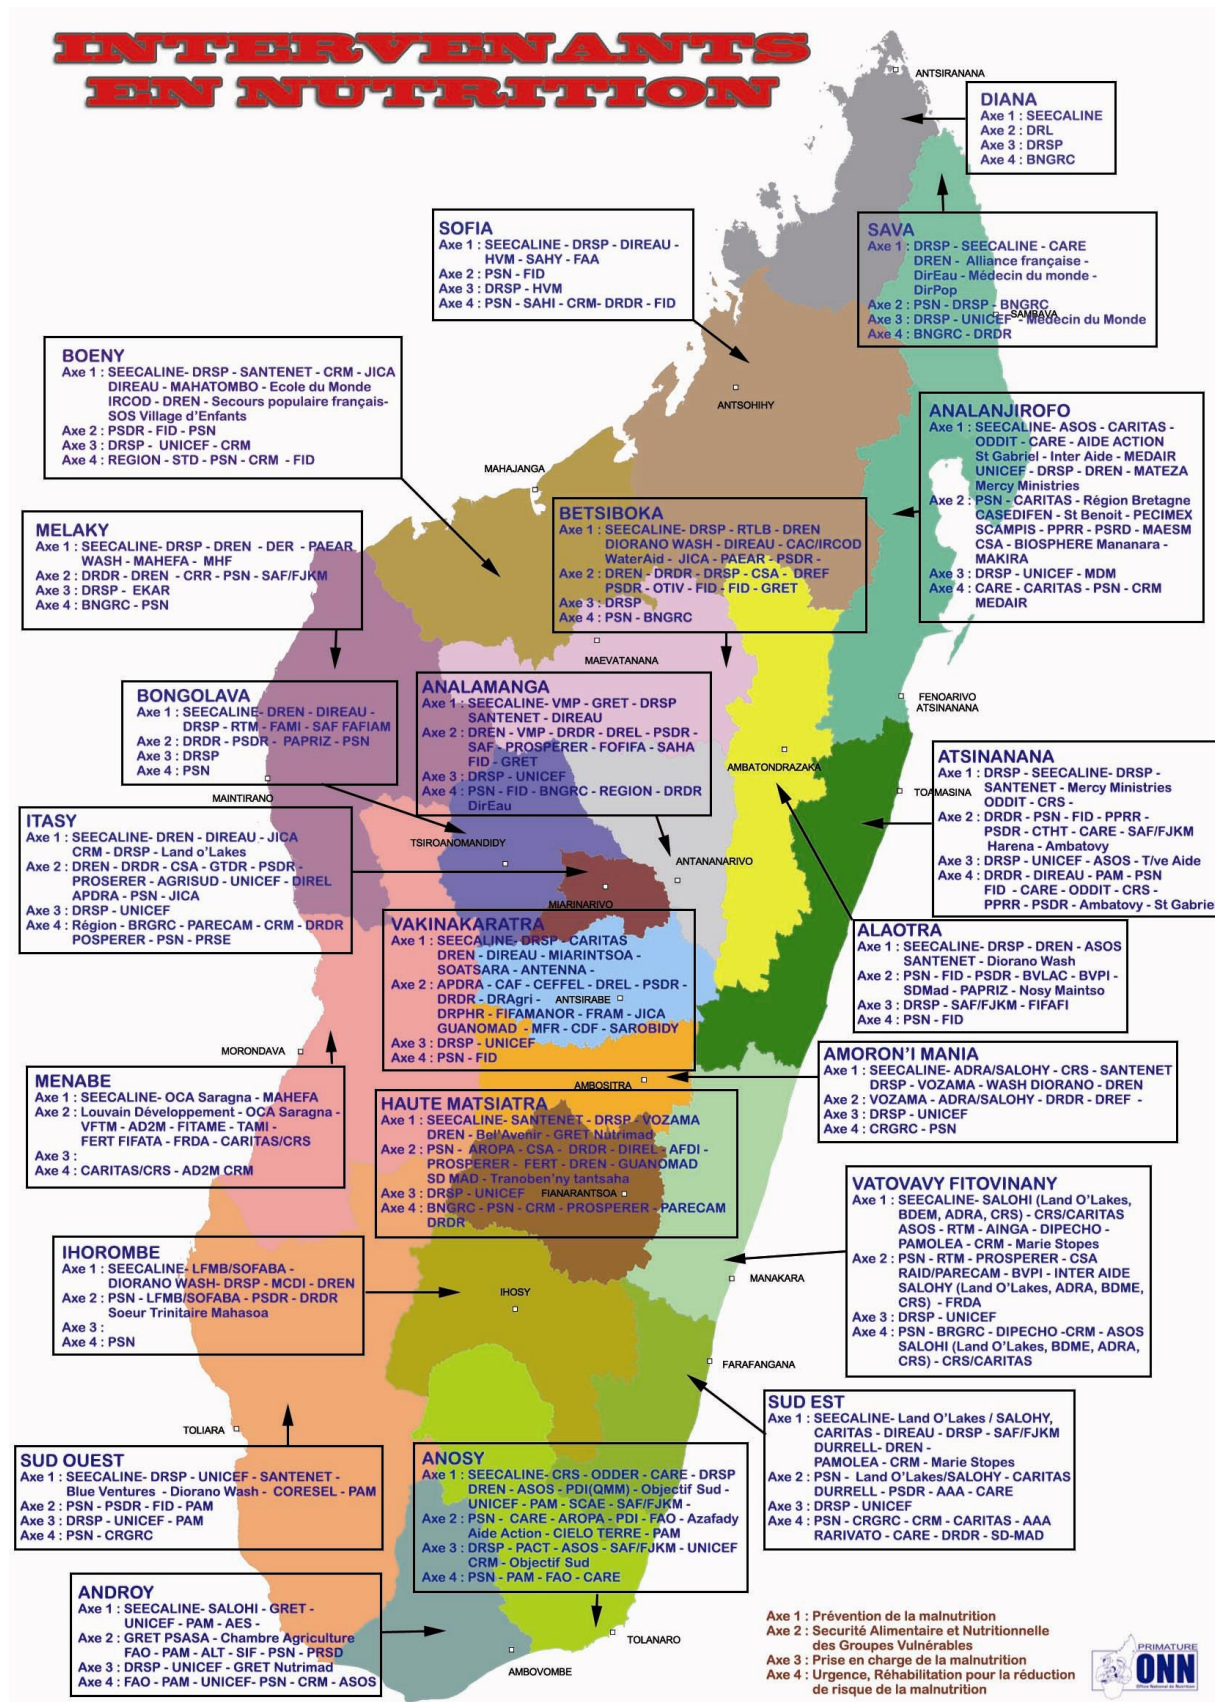 INTERVENANTS
EN NUTRITION
ANTSIRANANA
DIANA
Axe 1 : SEECALINE
Axe 2 : DRL
Axe 3 : DRSP
Axe 4 : BNGRC
SOFIA
Axe 1 : SEECALINE - DRSP - DIREAU -
HVM - SAHY - FAA
Axe 2 : PSN - FID
Axe 3 : DRSP - HVM
Axe 4 : PSN - SAHI - CRM- DRDR - FID
SAVA
Axe 1 : DRSP - SEECALINE - CARE
DREN - Alliance française -
DirEau - Médecin du monde -
DirPop
Axe 2 : PSN - DRSP - BNGRC
Axe 3 : DRSP - UNICEF - Médecin du Monde
Axe 4 : BNGRC - DRDR
SAMBAVA
BOENY
Axe 1 : SEECALINE- DRSP - SANTENET - CRM - JICA
DIREAU - MAHATOMBO - Ecole du Monde
IRCOD - DREN - Secours populaire français-
SOS Village d'Enfants
Axe 2 : PSDR - FID - PSN
Axe 3 : DRSP - UNICEF - CRM
Axe 4 : REGION - STD - PSN - CRM - FID
ANTSOHIHY
MAHAJANGA
ANALANJIROFO
Axe 1 : SEECALINE- ASOS - CARITAS -
ODDIT - CARE - AIDE ACTION
St Gabriel - Inter Aide - MEDAIR
UNICEF - DRSP - DREN - MATEZA
Mercy Ministries
Axe 2 : PSN - CARITAS - Région Bretagne
CASEDIFEN - St Benoit - PECIMEX
SCAMPIS - PPRR - PSRD - MAESM
CSA - BIOSPHERE Mananara -
MAKIRA
Axe 3 : DRSP - UNICEF - MDM
Axe 4 : CARE - CARITAS - PSN - CRM
MEDAIR
MELAKY
Axe 1 : SEECALINE- DRSP - DREN - DER - PAEAR
WASH - MAHEFA - MHF
Axe 2 : DRDR - DREN - CRR - PSN - SAF/FJKM
Axe 3 : DRSP - EKAR
Axe 4 : BNGRC - PSN
BETSIBOKA
Axe 1 : SEECALINE- DRSP - RTLB - DREN
DIORANO WASH - DIREAU - CAC/IRCOD
WaterAid - JICA - PAEAR - PSDR -
Axe 2 : DREN - DRDR - DRSP - CSA - DREF
PSDR - OTIV - FID - FID - GRET
Axe 3 : DRSP
Axe 4 : PSN - BNGRC
MAEVATANANA
BONGOLAVA
Axe 1 : SEECALINE- DREN - DIREAU -
DRSP - RTM - FAMI - SAF FAFIAM
Axe 2 : DRDR - PSDR - PAPRIZ - PSN
Axe 3 : DRSP
Axe 4 : PSN
ANALAMANGA
Axe 1 : SEECALINE- VMP - GRET - DRSP
SANTENET - DIREAU
Axe 2 : DREN - VMP - DRDR - DREL - PSDR -
SAF - PROSPERER - FOFIFA - SAHA
FID - GRET
Axe 3 : DRSP - UNICEF
Axe 4 : PSN - FID - BNGRC - REGION - DRDR
DirEau
FENOARIVO
ATSINANANA
AMBATONDRAZAKA
TOAMASINA
MAINTIRANO
ATSINANANA
Axe 1 : DRSP - SEECALINE- DRSP -
SANTENET - Mercy Ministries
ODDIT - CRS -
Axe 2 : DRDR - PSN - FID - PPRR -
PSDR - CTHT - CARE - SAF/FJKM
Harena - Ambatovy
Axe 3 : DRSP - UNICEF - ASOS - T/ve Aide
Axe 4 : DRDR - DIREAU - PAM - PSN
FID - CARE - ODDIT - CRS -
PPRR - PSDR - Ambatovy - St Gabriel
ITASY
Axe 1 : SEECALINE- DREN - DIREAU - JICA
CRM - DRSP - Land o'Lakes
Axe 2 : DREN - DRDR - CSA - GTDR - PSDR -
PROSERER - AGRISUD - UNICEF - DIREL
APDRA - PSN - JICA
Axe 3 : DRSP - UNICEF
Axe 4 : Région - BRGRC - PARECAM - CRM - DRDR
POSPERER - PSN - PRSE
TSIROANOMANDIDY
ANTANANARIVO
MIARINARIVO
VAKINAKARATRA
Axe 1 : SEECALINE- DRSP - CARITAS
DREN - DIREAU - MIARINTSOA -
SOATSARA - ANTENNA -
Axe 2 : APDRA - CAF - CEFFEL - DREL - PSDR -
DRDR - DRAgri -
DRPHR - FIFAMANOR - FRAM - JICA
GUANOMAD - MFR - CDF - SAROBIDY
Axe 3 : DRSP - UNICEF
Axe 4 : PSN - FID
ANTSIRABE
ALAOTRA
Axe 1 : SEECALINE- DRSP - DREN - ASOS
SANTENET - Diorano Wash
Axe 2 : PSN - FID - PSDR - BVLAC - BVPI -
SDMad - PAPRIZ - Nosy Maintso
Axe 3 : DRSP - SAF/FJKM - FIFAFI
Axe 4 : PSN - FID
MORONDAVA
AMBOSITRA
AMORON'I MANIA
Axe 1 : SEECALINE- ADRA/SALOHY - CRS - SANTENET
DRSP - VOZAMA - WASH DIORANO - DREN
Axe 2 : VOZAMA - ADRA/SALOHY - DRDR - DREF -
Axe 3 : DRSP - UNICEF
Axe 4 : CRGRC - PSN
MENABE
Axe 1 : SEECALINE- OCA Saragna - MAHEFA
Axe 2 : Louvain Développement - OCA Saragna -
VFTM - AD2M - FITAME - TAMI -
FERT FIFATA - FRDA - CARITAS/CRS
Axe 3 :
Axe 4 : CARITAS/CRS - AD2M CRM
HAUTE MATSIATRA
Axe 1 : SEECALINE- SANTENET - DRSP - VOZAMA
DREN - Bel'Avenir - GRET Nutrimad
Axe 2 : PSN - AROPA - CSA - DRDR - DIREL - AFDI -
PROSPERER - FERT - DREN - GUANOMAD
SD MAD - Tranoben'ny tantsaha
Axe 3 : DRSP - UNICEF
Axe 4 : BNGRC - PSN - CRM - PROSPERER - PARECAM
DRDR
FIANARANTSOA
VATOVAVY FITOVINANY
Axe 1 : SEECALINE- SALOHI (Land O'Lakes,
BDEM, ADRA, CRS) - CRS/CARITAS
ASOS - RTM - AINGA - DIPECHO -
PAMOLEA - CRM - Marie Stopes
Axe 2 : PSN - RTM - PROSPERER - CSA
RAID/PARECAM - BVPI - INTER AIDE
SALOHY (Land O'Lakes, ADRA, BDME,
CRS) - FRDA
Axe 3 : DRSP - UNICEF
Axe 4 : PSN - BRGRC - DIPECHO -CRM - ASOS
SALOHI (Land O'Lakes, BDME, ADRA,
CRS) - CRS/CARITAS
IHOROMBE
Axe 1 : SEECALINE- LFMB/SOFABA -
DIORANO WASH- DRSP - MCDI - DREN
Axe 2 : PSN - LFMB/SOFABA - PSDR - DRDR
Soeur Trinitaire Mahasoa
Axe 3 :
Axe 4 : PSN
MANAKARA
IHOSY
FARAFANGANA
TOLIARA
SUD EST
Axe 1 : SEECALINE- Land O'Lakes / SALOHY,
CARITAS - DIREAU - DRSP - SAF/FJKM
DURRELL- DREN -
PAMOLEA - CRM - Marie Stopes
Axe 2 : PSN - Land O'Lakes/SALOHY - CARITAS
DURRELL - PSDR - AAA - CARE
Axe 3 : DRSP - UNICEF
Axe 4 : PSN - CRGRC - CRM - CARITAS - AAA
RARIVATO - CARE - DRDR - SD-MAD
SUD OUEST
Axe 1 : SEECALINE- DRSP - UNICEF - SANTENET -
Blue Ventures - Diorano Wash - CORESEL - PAM
Axe 2 : PSN - PSDR - FID - PAM
Axe 3 : DRSP - UNICEF - PAM
Axe 4 : PSN - CRGRC
ANOSY
Axe 1 : SEECALINE- CRS - ODDER - CARE - DRSP
DREN - ASOS - PDI(QMM) - Objectif Sud -
UNICEF - PAM - SCAE - SAF/FJKM -
Axe 2 : PSN - CARE - AROPA - PDI - FAO - Azafady
Aide Action - CIELO TERRE - PAM
Axe 3 : DRSP - PACT - ASOS - SAF/FJKM - UNICEF
CRM - Objectif Sud
Axe 4 : PSN - PAM - FAO - CARE
ANDROY
Axe 1 : SEECALINE- SALOHI - GRET -
UNICEF - PAM - AES -
Axe 2 : GRET PSASA - Chambre Agriculture
FAO - PAM - ALT - SIF - PSN - PRSD
Axe 3 : DRSP - UNICEF - GRET Nutrimad
Axe 4 : FAO - PAM - UNICEF- PSN - CRM - ASOS
TOLANARO
AMBOVOMBE
Axe 1 : Prévention de la malnutrition
Axe 2 : Securité Alimentaire et Nutritionnelle
des Groupes Vulnérables
Axe 3 : Prise en charge de la malnutrition
Axe 4 : Urgence, Réhabilitation pour la réduction
de risque de la malnutrition
PRIMATURE
ONN
Office National de Nutrition